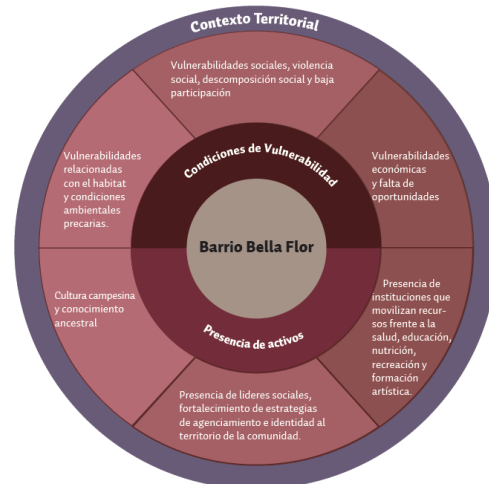 Contexto Territorial
Vulnerabilidades sociales, violencia
social, descomposición social y baja
participación
Vulnerabilidades
relacionadas
con el habitat
y condiciones
ambientales
precarias.
Condiciones de Vulnerabilidad
Vulnerabilidades
económicas
y falta de
oportunidades
Barrio Bella Flor
Cultura campesina
y conocimiento
ancestral
Presencia de activos
Presencia de
instituciones que
movilizan recur-
sos frente a la
salud, educación,
nutrición,
recreación y
formación
artística.
Presencia de lideres sociales,
fortalecimiento de estrategias
de agenciamiento e identidad al
territorio de la comunidad.